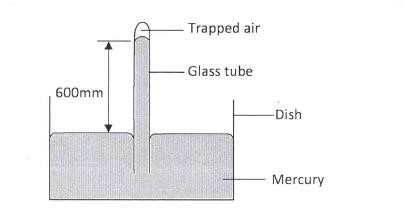 Trapped air
Glass tube
600mm
Dish
Mercury